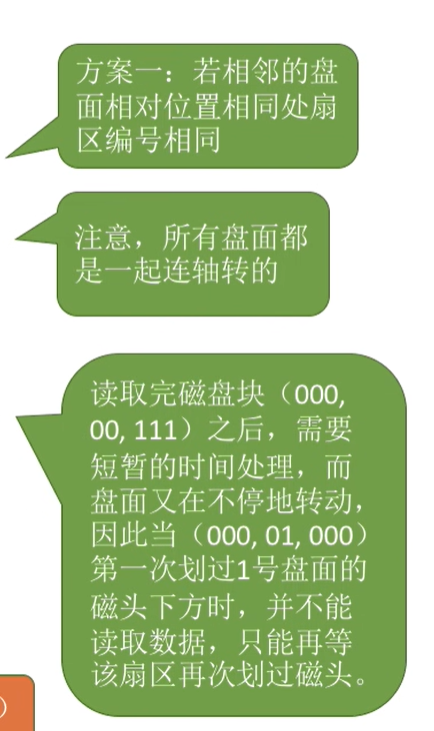 方案一：若相邻的盘
面相对位置相同处扇
区编号相同
注意，所有盘面都
是一起连轴转的
读取完磁盘块（000,
00, 111）之后，需要
短暂的时间处理，而
盘面又在不停地转动，
因此当（000, 01, 000）
第一次划过1号盘面的
磁头下方时，并不能
读取数据，只能再等
该扇区再次划过磁头。
）